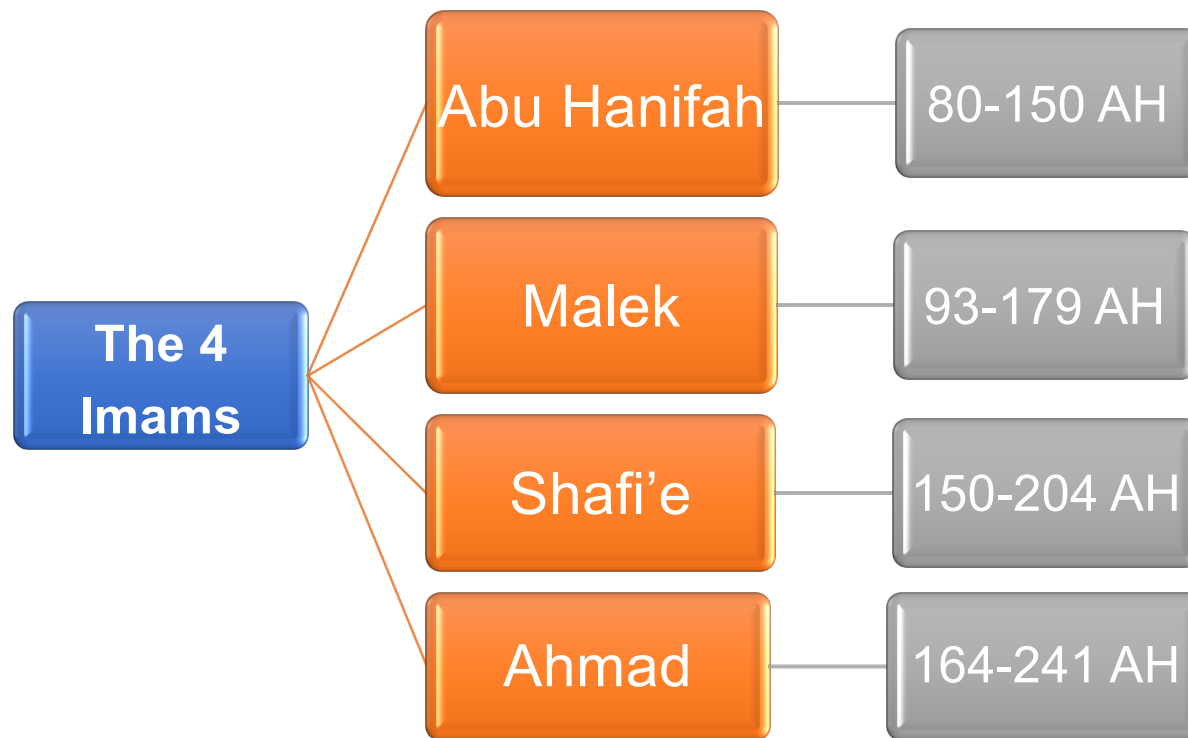 The 4
Imams
Abu Hanifah
80-150 AH
Malek
93-179 AH
Shafi’e
150-204 AH
Ahmad
164-241 AH